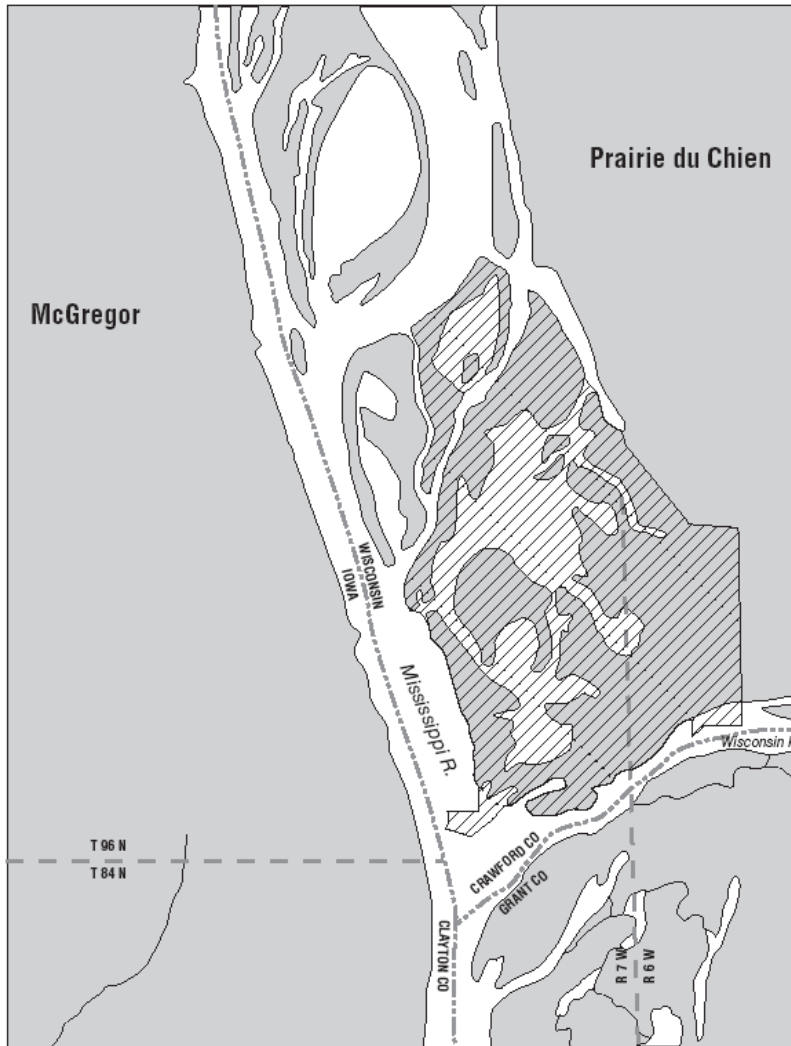 Prairie du Chien
McGregor
WISCONSIN
IOWA
Mississippi R.
Wisconsin
T 96 N
T 84 N
CRAWFORD CO
GRANT CO
CLAYTON CO
R 7 W
R 6 W